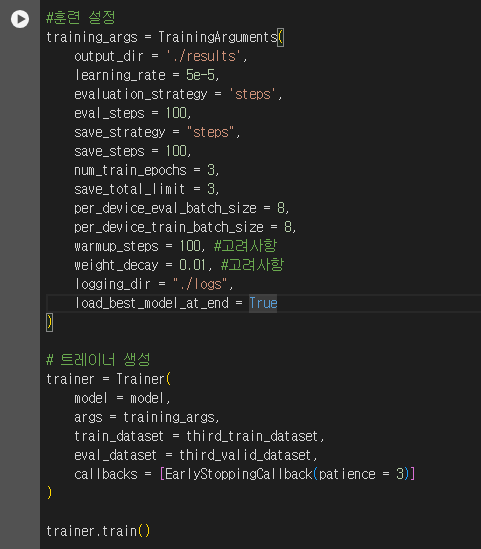 #훈련 설정
training_args = TrainingArguments(
    output_dir = './results',
    learning_rate = 5e-5,
    evaluation_strategy = 'steps',
    eval_steps = 100,
    save_strategy = "steps",
    save_steps = 100,
    num_train_epochs = 3,
    save_total_limit = 3,
    per_device_eval_batch_size = 8,
    per_device_train_batch_size = 8,
    warmup_steps = 100, #고려사항
    weight_decay = 0.01, #고려사항
    logging_dir = "./logs",
    load_best_model_at_end = True
)

# 트레이너 생성
trainer = Trainer(
    model = model,
    args = training_args,
    train_dataset = third_train_dataset,
    eval_dataset = third_valid_dataset,
    callbacks = [EarlyStoppingCallback(patience = 3)]
)

trainer.train()